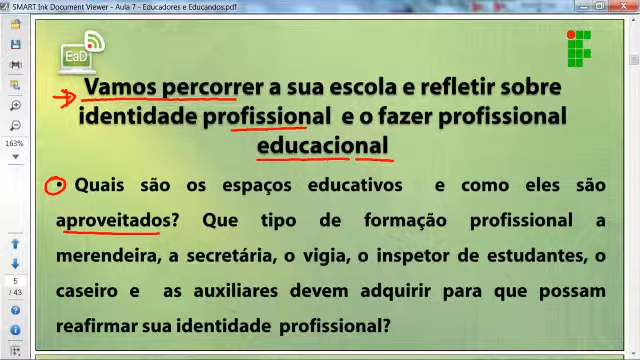 SMART Ink Document Viewer - Aula 7 - Educadores e Educandos.pdf
EaD
Vamos percorrer a sua escola e refletir sobre
identidade profissional e o fazer profissional
educacional
• Quais são os espaços educativos e como eles são
aproveitados? Que tipo de formação profissional a
merendeira, a secretária, o vigia, o inspetor de estudantes, o
caseiro e as auxiliares devem adquirir para que possam
reafirmar sua identidade profissional?
163%
5
/ 43